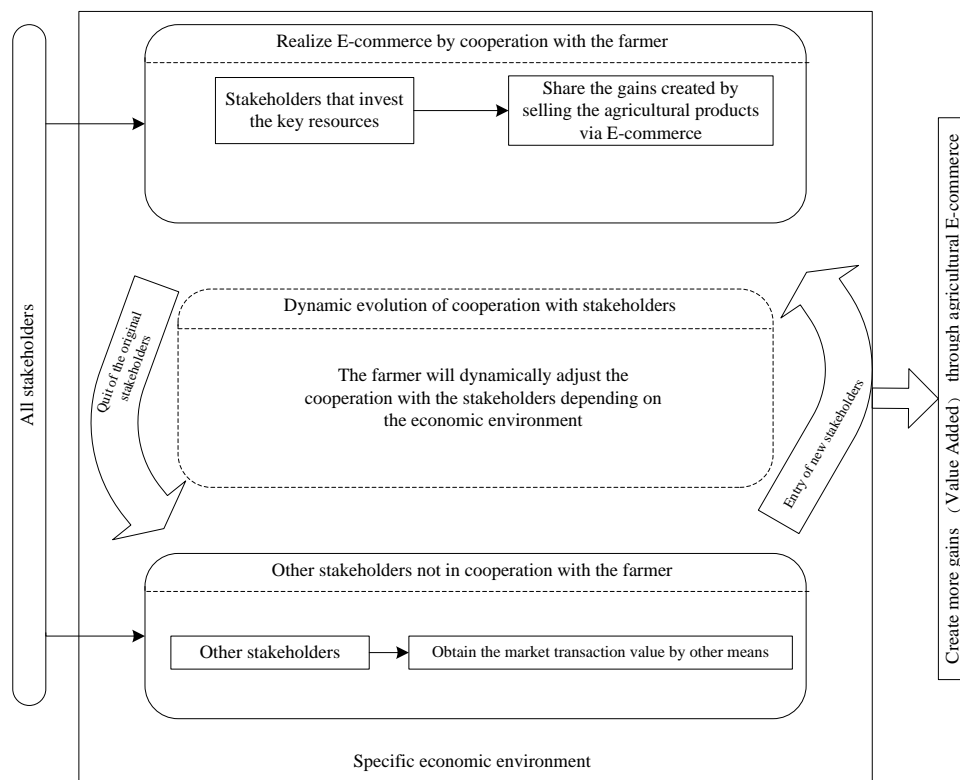 All stakeholders
Realize E-commerce by cooperation with the farmer
Stakeholders that invest
the key resources
Share the gains created by
selling the agricultural products
via E-commerce
Quit of the original
stakeholders
Dynamic evolution of cooperation with stakeholders
The farmer will dynamically adjust the
cooperation with the stakeholders depending on
the economic environment
Entry of new stakeholders
Other stakeholders not in cooperation with the farmer
Other stakeholders
Obtain the market transaction value by other means
Specific economic environment
Create more gains （Value Added） through agricultural E-commerce